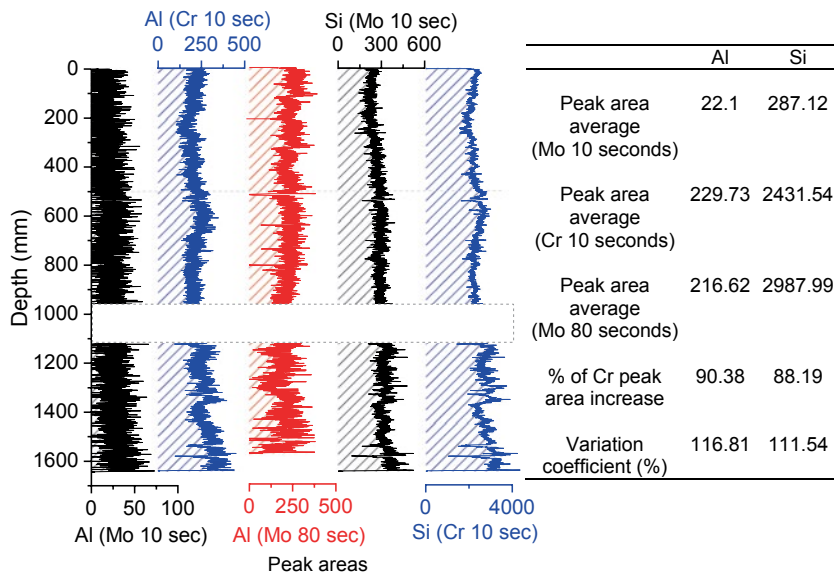 Al (Cr 10 sec)
0 250 500
Si (Mo 10 sec)
0 300 600
Depth (mm)
0
200
400
600
800
1000
1200
1400
1600
0 50 100
Al (Mo 10 sec)
0 250 500
Al (Mo 80 sec)
0 4000
Si (Cr 10 sec)
Peak areas
Al Si
Peak area
average
(Mo 10 seconds)
22.1 287.12
Peak area
average
(Cr 10 seconds)
229.73 2431.54
Peak area
average
(Mo 80 seconds)
216.62 2987.99
% of Cr peak
area increase
90.38 88.19
Variation
coefficient (%)
116.81 111.54